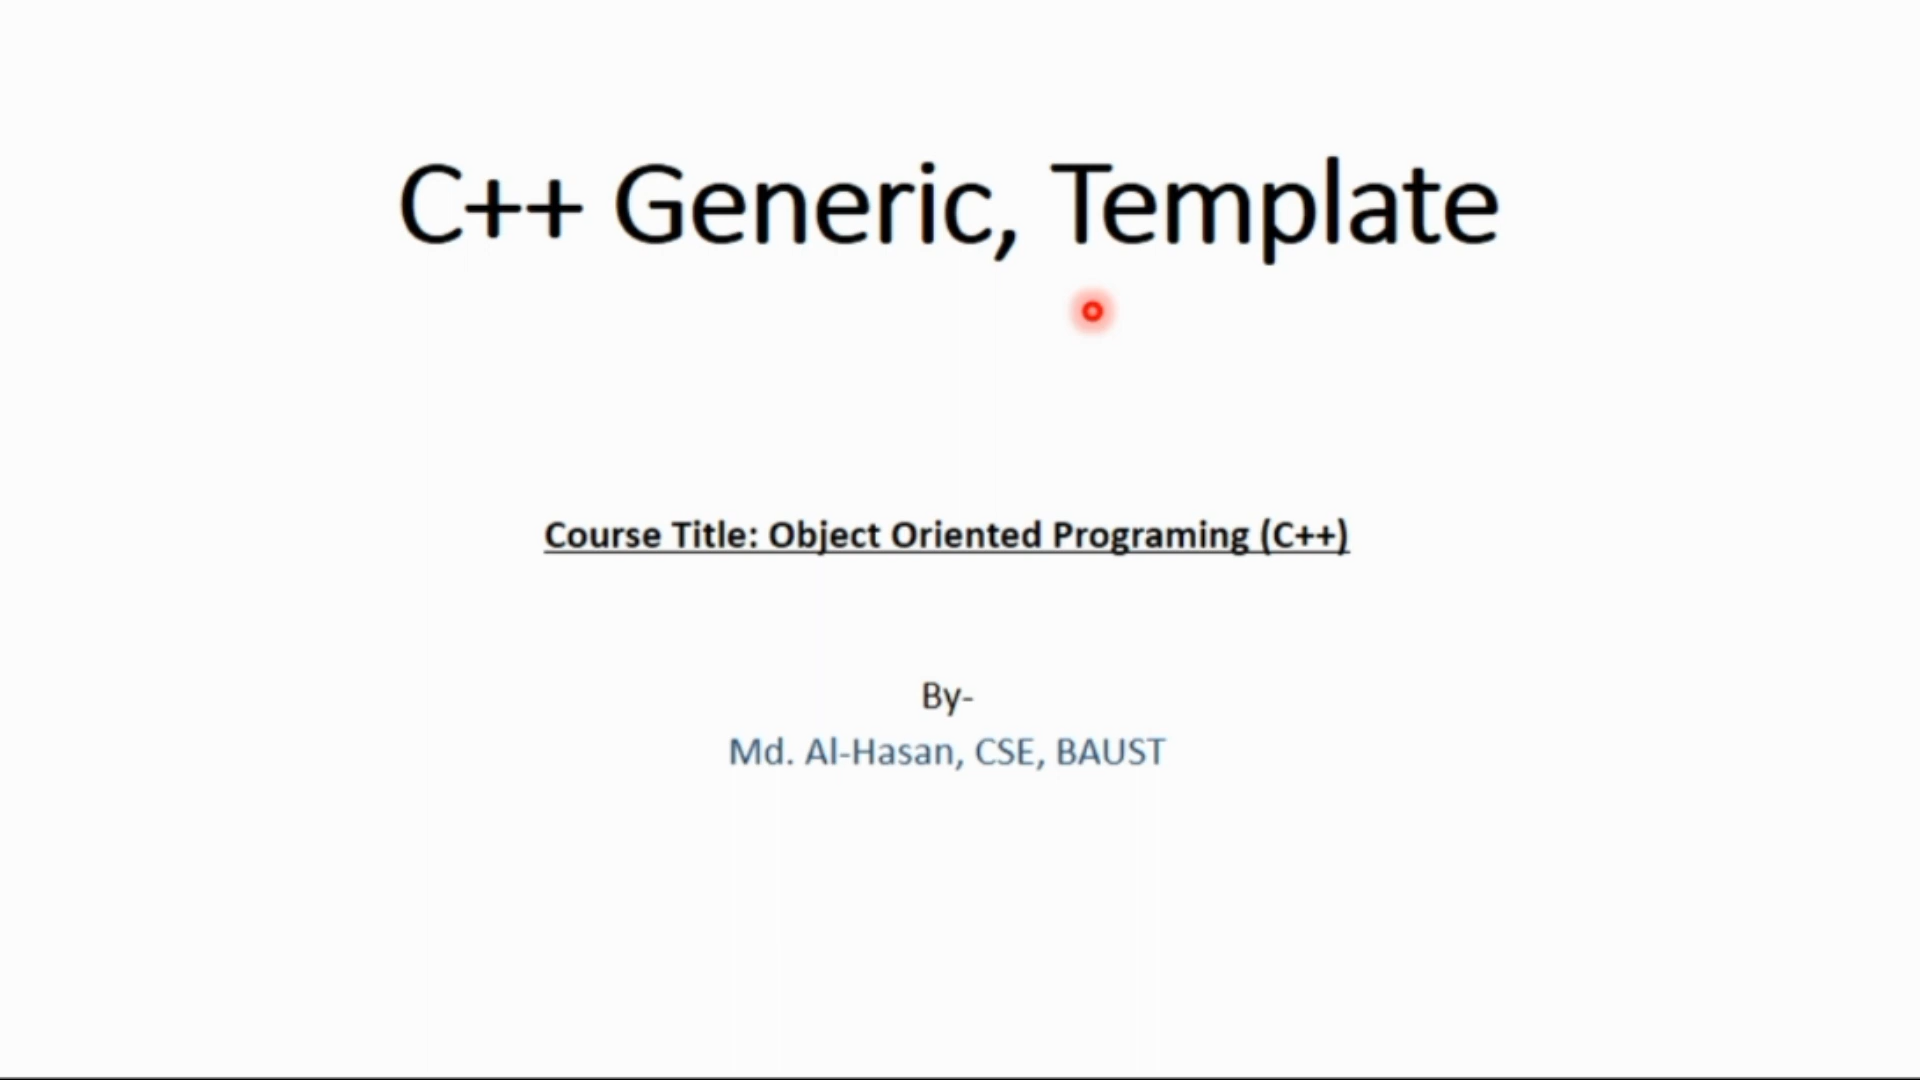 C++ Generic, Template
Course Title: Object Oriented Programing (C++)
By-
Md. Al-Hasan, CSE, BAUST